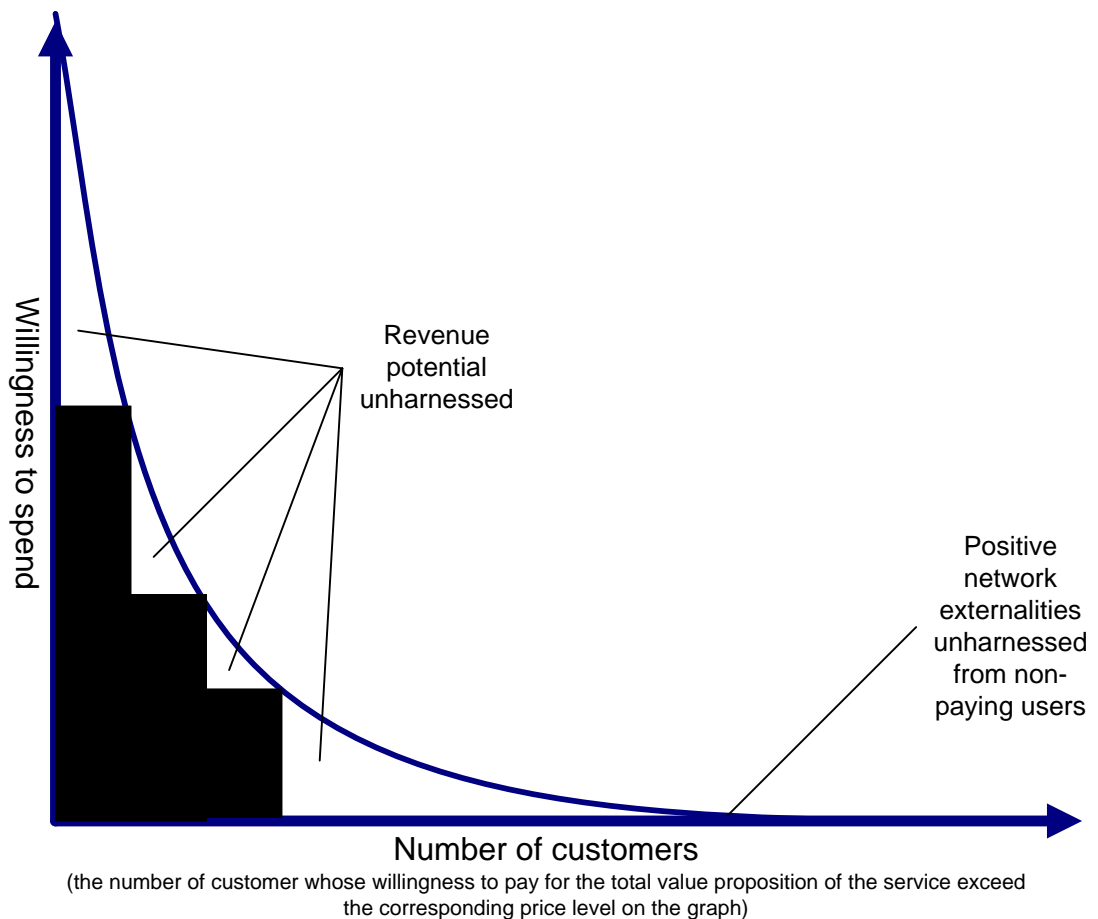 Willingness to spend
Revenue
potential
unharnessed
Positive
network
externalities
unharnessed
from non-
paying users
Number of customers
(the number of customer whose willingness to pay for the total value proposition of the service exceed
the corresponding price level on the graph)